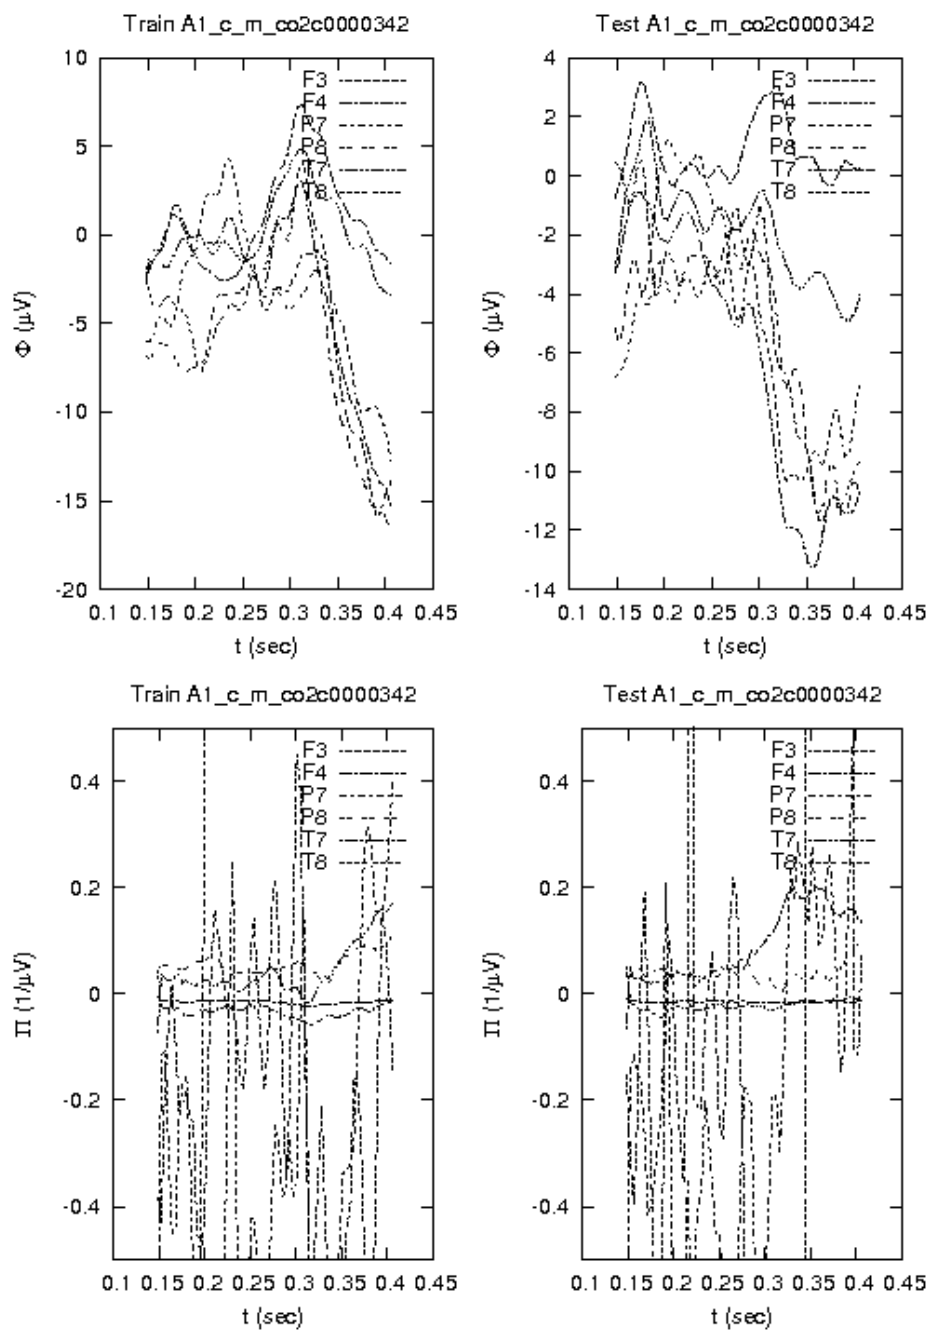 Train A1_c_m_co2c0000342
10
5
0
-5
-10
-15
-20
Φ (μV)
F3
F4
P7
P8
T7
T8
0.1 0.15 0.2 0.25 0.3 0.35 0.4 0.45
t (sec)
Test A1_c_m_co2c0000342
4
2
0
-2
-4
-6
-8
-10
-12
-14
Φ (μV)
F3
F4
P7
P8
T7
T8
0.1 0.15 0.2 0.25 0.3 0.35 0.4 0.45
t (sec)
Train A1_c_m_co2c0000342
0.4
0.2
0
-0.2
-0.4
Π (1/μV)
F3
F4
P7
P8
T7
T8
0.1 0.15 0.2 0.25 0.3 0.35 0.4 0.45
t (sec)
Test A1_c_m_co2c0000342
0.4
0.2
0
-0.2
-0.4
Π (1/μV)
F3
F4
P7
P8
T7
T8
0.1 0.15 0.2 0.25 0.3 0.35 0.4 0.45
t (sec)